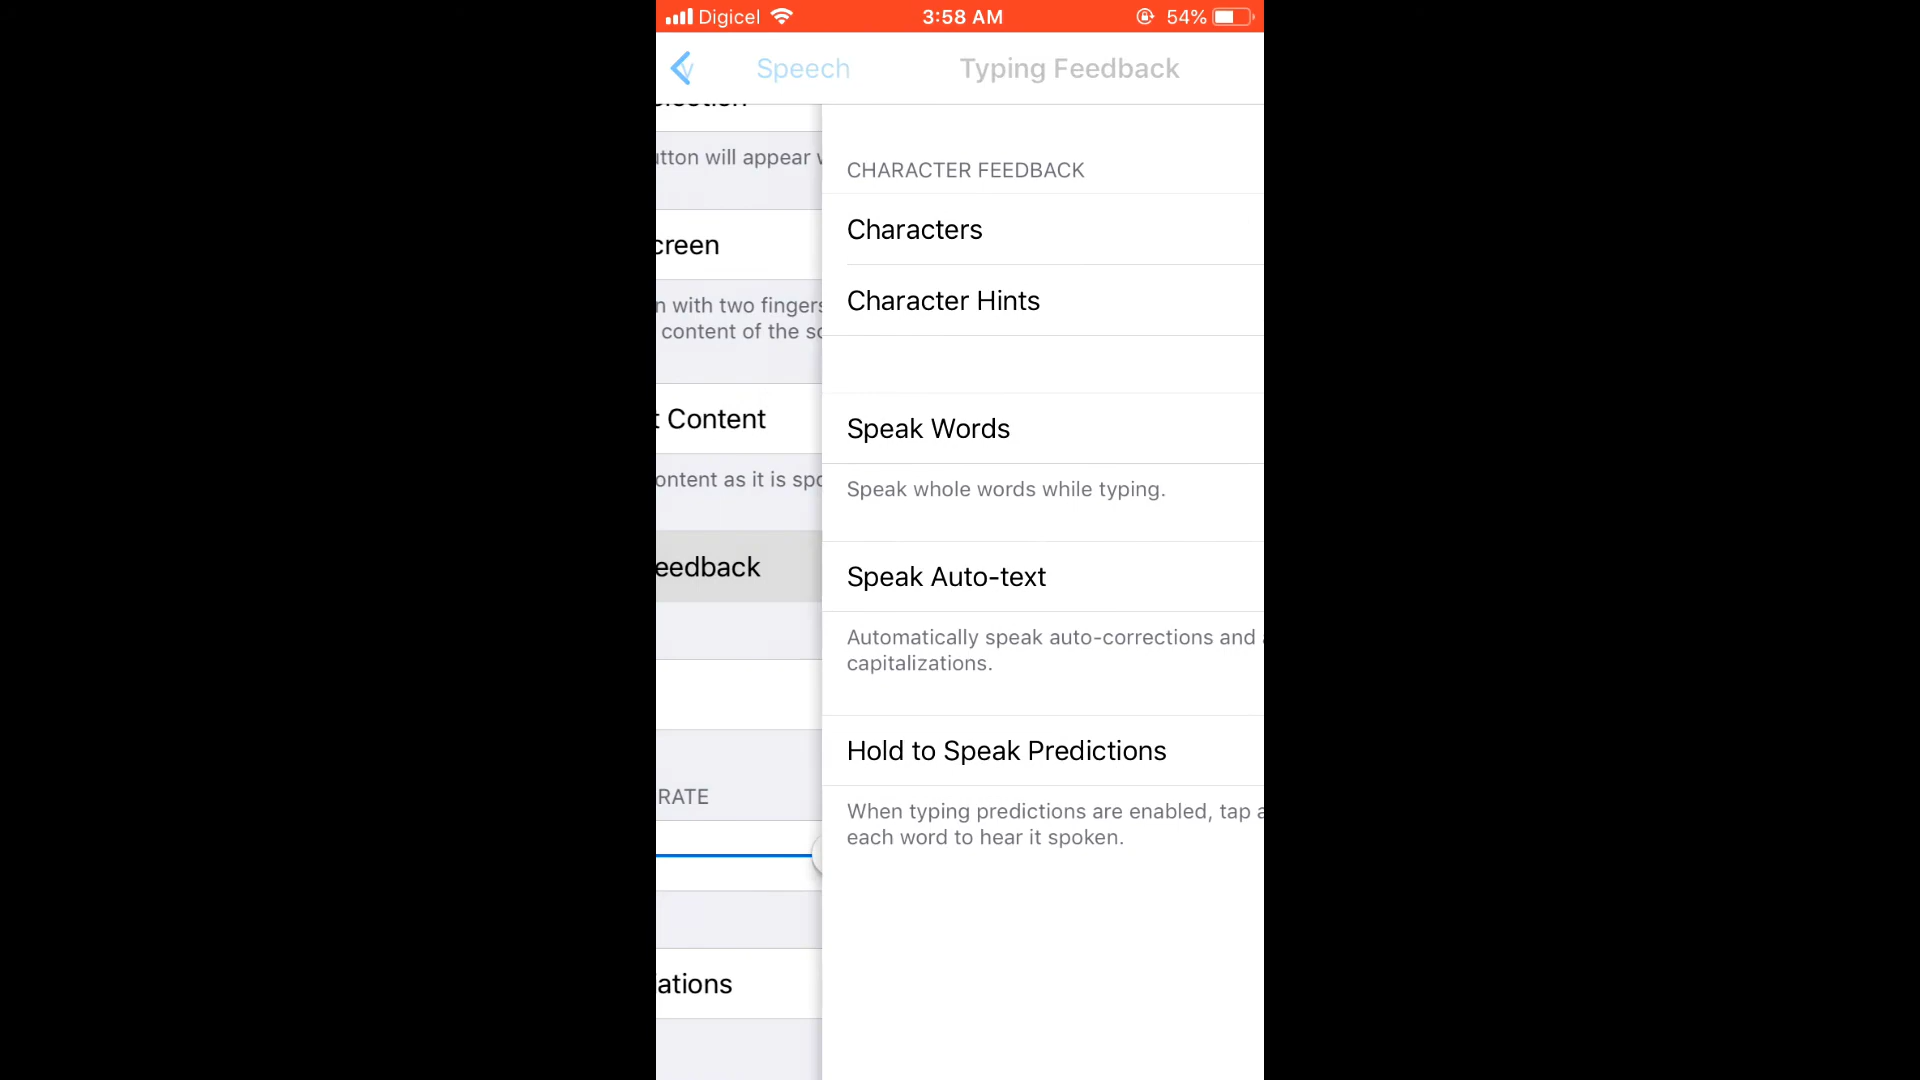 Digicel 3:58 AM 54%
Speech Typing Feedback
utton will appear
creen
n with two fingers
content of the
t Content
ontent as it is
eedback
RATE
ations
CHARACTER FEEDBACK
Characters
Character Hints
Speak Words
Speak whole words while typing.
Speak Auto-text
Automatically speak auto-corrections and
capitalizations.
Hold to Speak Predictions
When typing predictions are enabled, tap
each word to hear it spoken.